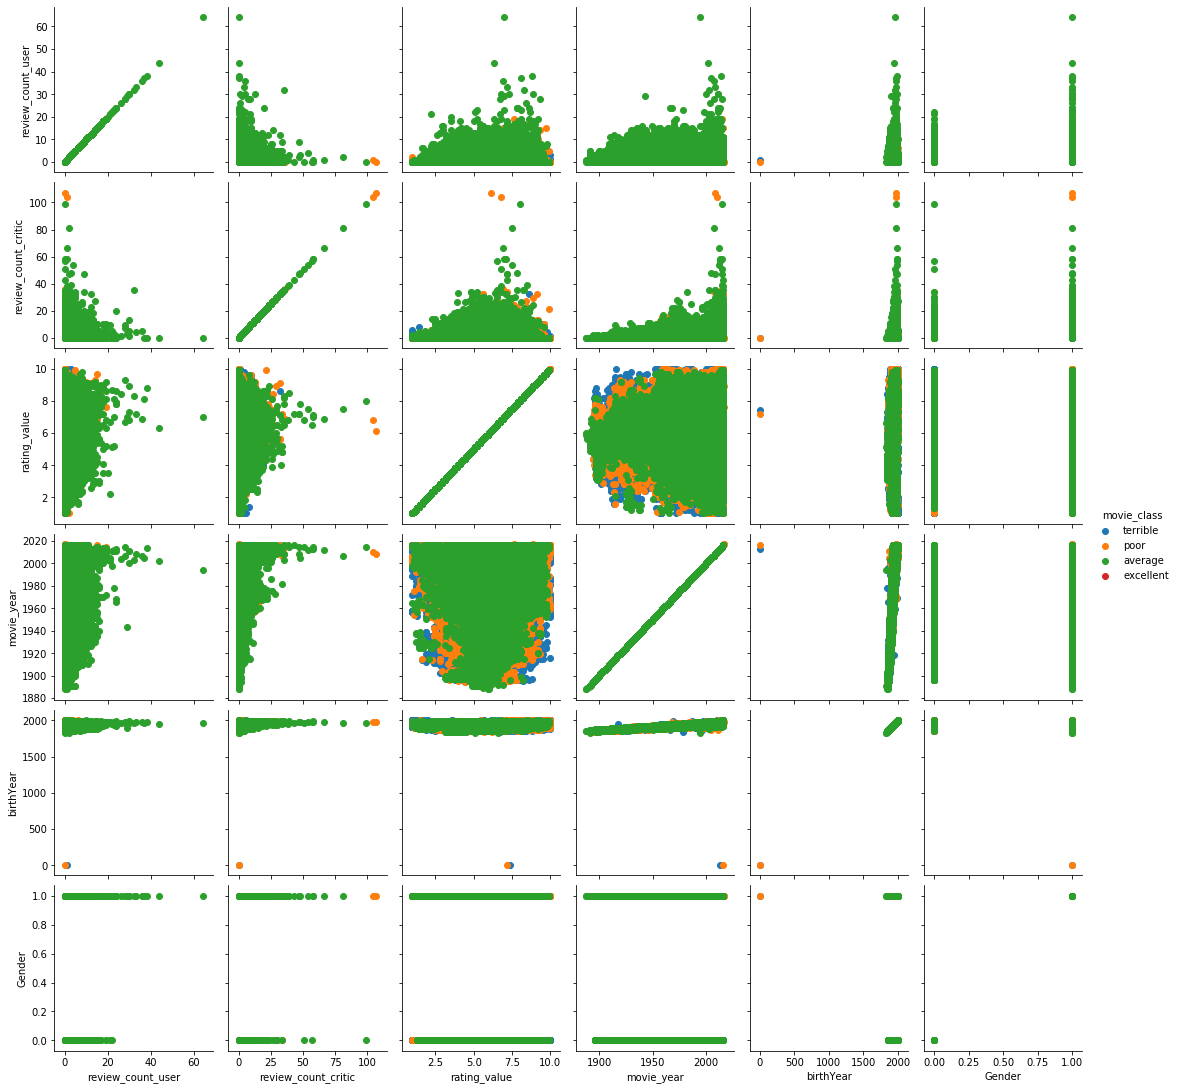 60
50
40
30
20
10
0
review_count_user
100
80
60
40
20
0
review_count_critic
10
8
6
4
2
rating_value
movie_class
terrible
poor
average
excellent
2020
2000
1980
1960
1940
1920
1900
1880
movie_year
2000
1500
1000
500
0
birthYear
1.0
0.8
0.6
0.4
0.2
0.0
Gender
0 20 40 60 0 25 50 75 100 2.5 5.0 7.5 10.0 1900 1950 2000 0 500 1000 1500 2000 0.00 0.25 0.50 0.75 1.00
review_count_user review_count_critic rating_value movie_year birthYear Gender